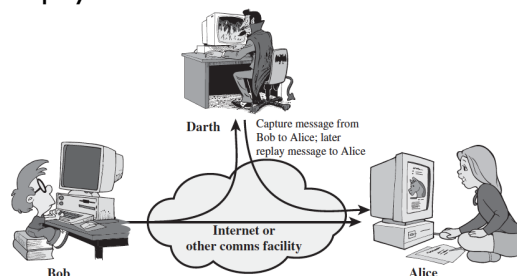 Darth
Capture message from
Bob to Alice; later
replay message to Alice
Internet or
other comms facility
Bob
Alice